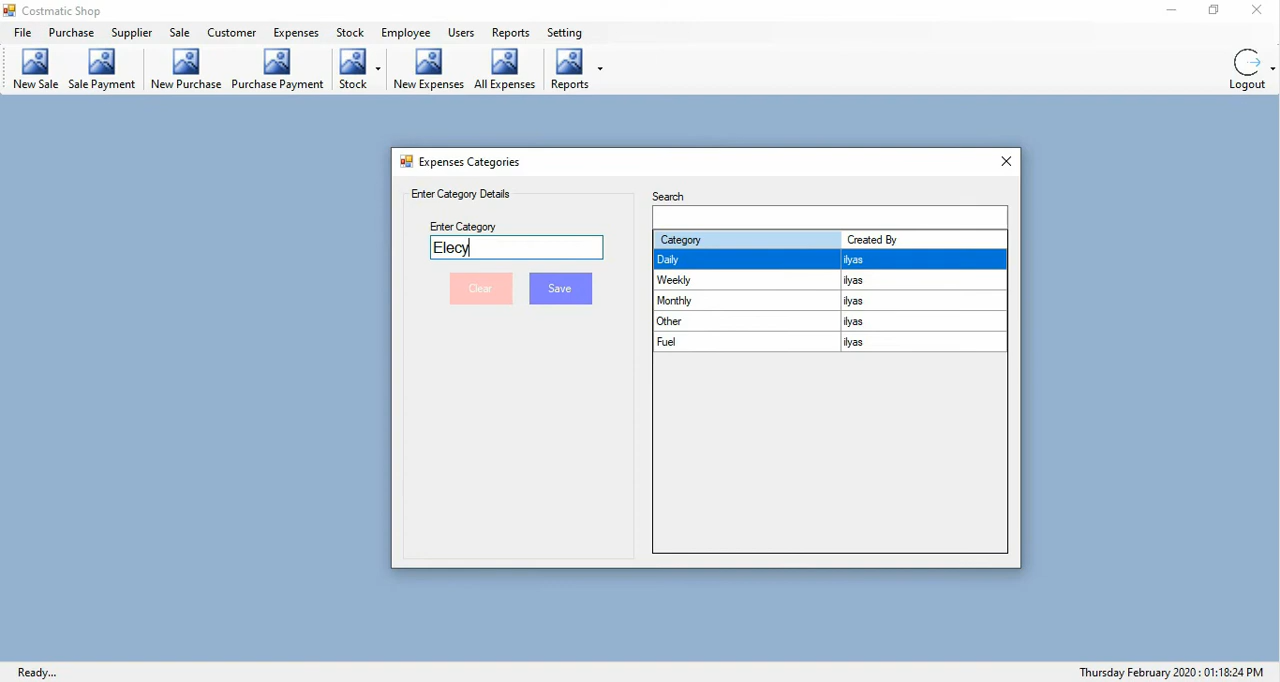 Costmatic Shop
File Purchase Supplier Sale Customer Expenses Stock Employee Users Reports Setting
New Sale Sale Payment New Purchase Purchase Payment Stock New Expenses All Expenses Reports Logout
Expenses Categories
Enter Category Details
Enter Category
Elecy
Clear Save
Search
Category Created By
Daily ilyas
Weekly ilyas
Monthly ilyas
Other ilyas
Fuel ilyas
Ready... Thursday February 2020 : 01:18:24 PM